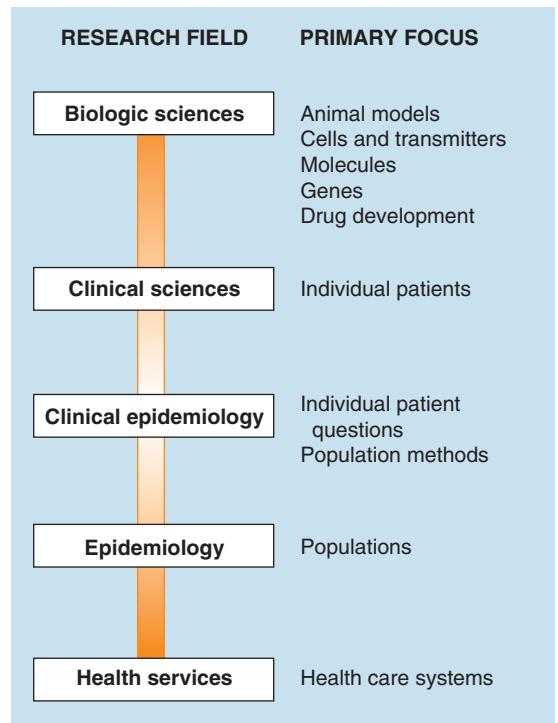 RESEARCH FIELD PRIMARY FOCUS
Biologic sciences Animal models
Cells and transmitters
Molecules
Genes
Drug development
Clinical sciences Individual patients
Clinical epidemiology Individual patient
questions
Population methods
Epidemiology Populations
Health services Health care systems